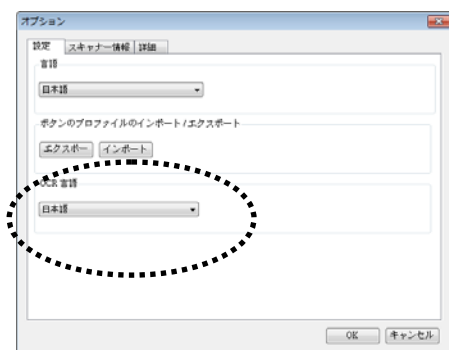 オプション
設定 スキャナー情報 詳細
言語
日本語
ボタンのプロファイルのインポート/エクスポート
エクスポー インポート
OCR 言語
日本語
OK キャンセル